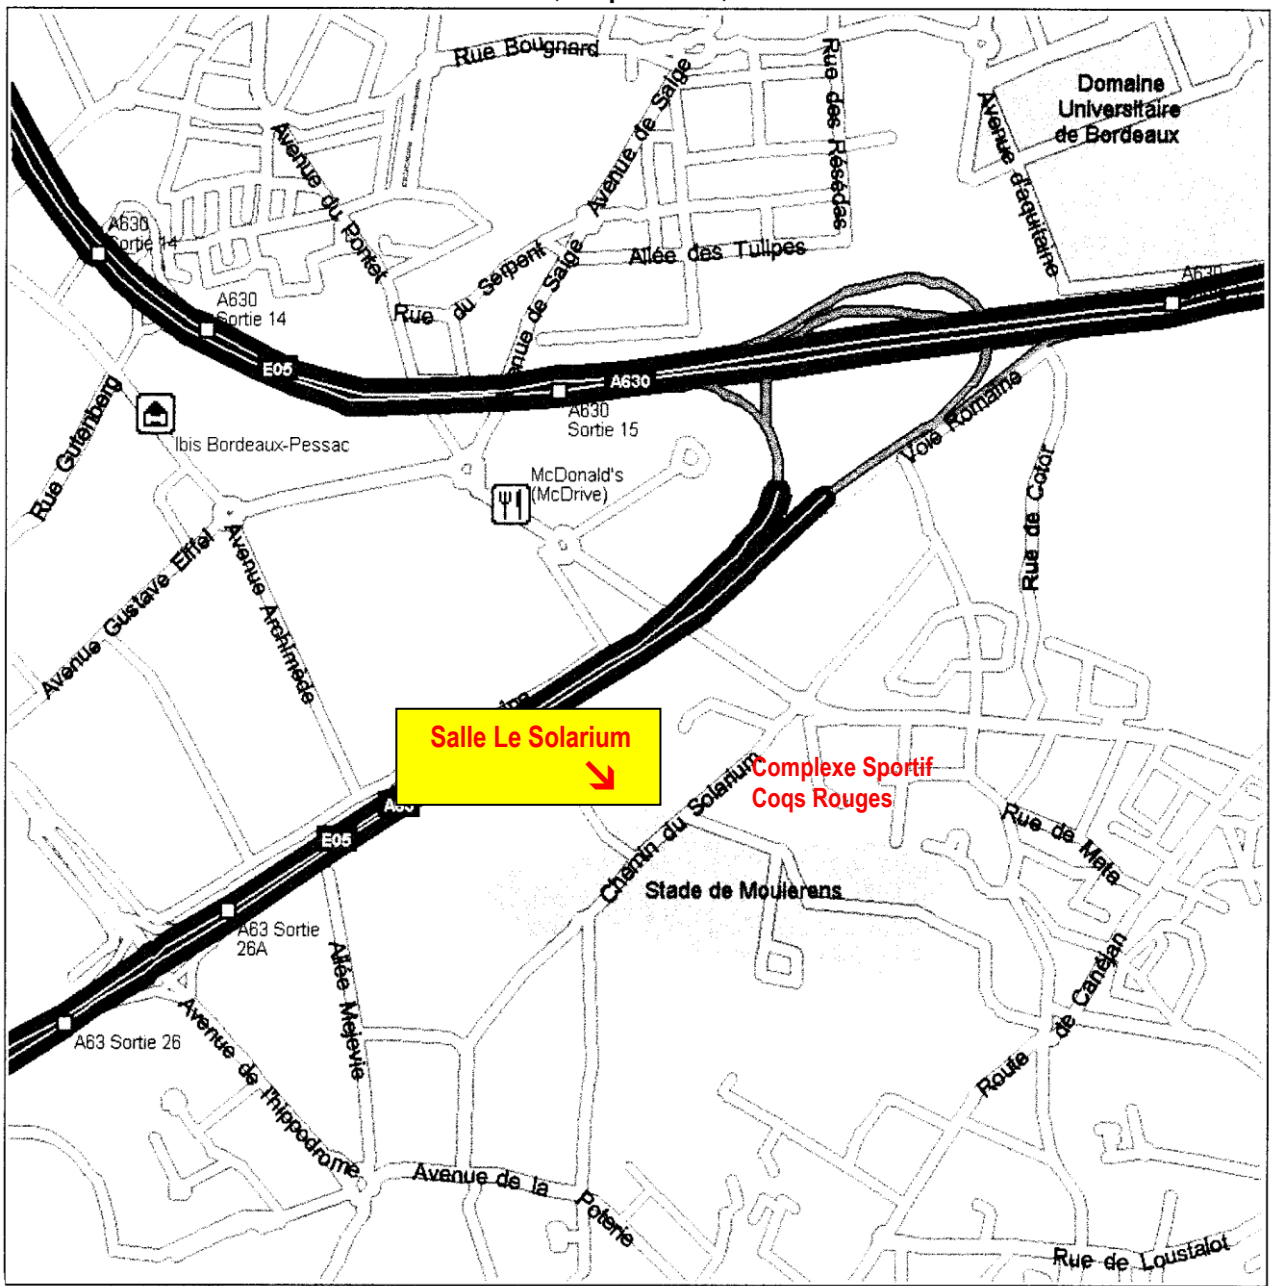 Rue Bougnard
Avenue de Saige
Rue des Résédas
Domaine
Universitaire
de Bordeaux
Avenue d'aquitaine
Avenue du Pontet
A630
Sortie 14
Rue du Serpent
Avenue de Saige
Allée des Tulipes
A630
A630
Sortie 14
E05
A630
A630
Sortie 15
Rue Gutenberg
Ibis Bordeaux-Pessac
McDonald's
(McDrive)
Voie Romaine
Rue de Cotor
Avenue Gustave Eiffel
Avenue Archimède
Salle Le Solarium
Complexe Sportif
Coqs Rouges
Chemin du Solarium
E05
Rue de Mata
Stade de Moulerens
A63 Sortie
26A
Allée Mejevie
Route de Canéjan
A63 Sortie 26
Avenue de l'hippodrome
Avenue de la Poterie
Rue de Loustalot